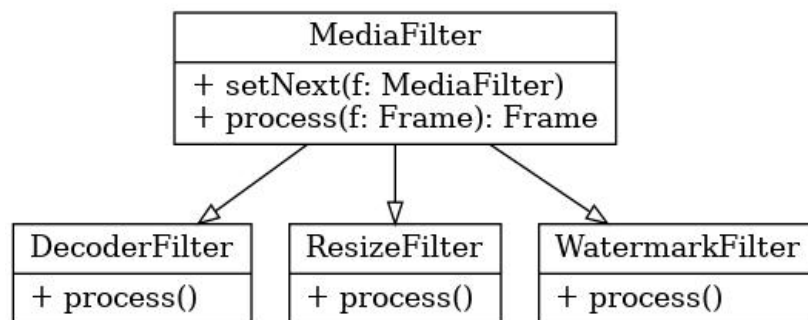 MediaFilter
+ setNext(f: MediaFilter)
+ process(f: Frame): Frame
DecoderFilter
+ process()
ResizeFilter
+ process()
WatermarkFilter
+ process()